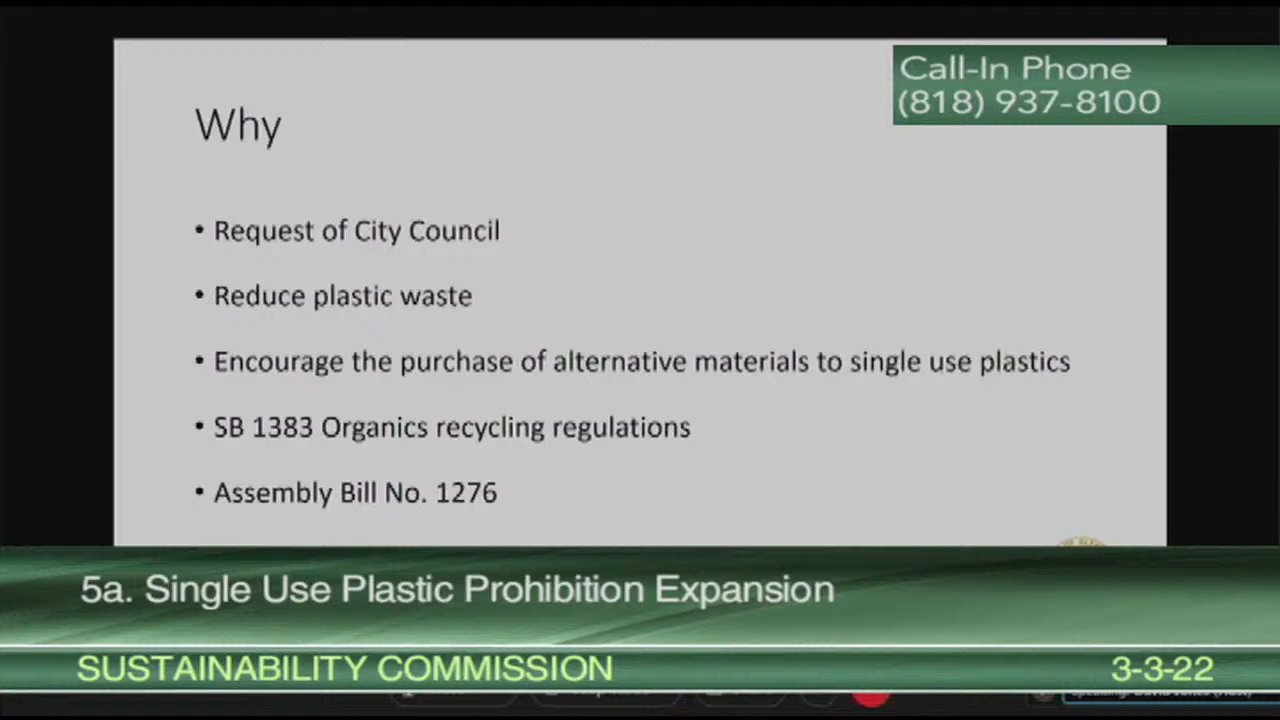 Call-In Phone
(818) 937-8100
Why
• Request of City Council
• Reduce plastic waste
• Encourage the purchase of alternative materials to single use plastics
• SB 1383 Organics recycling regulations
• Assembly Bill No. 1276
5a. Single Use Plastic Prohibition Expansion
SUSTAINABILITY COMMISSION
3-3-22